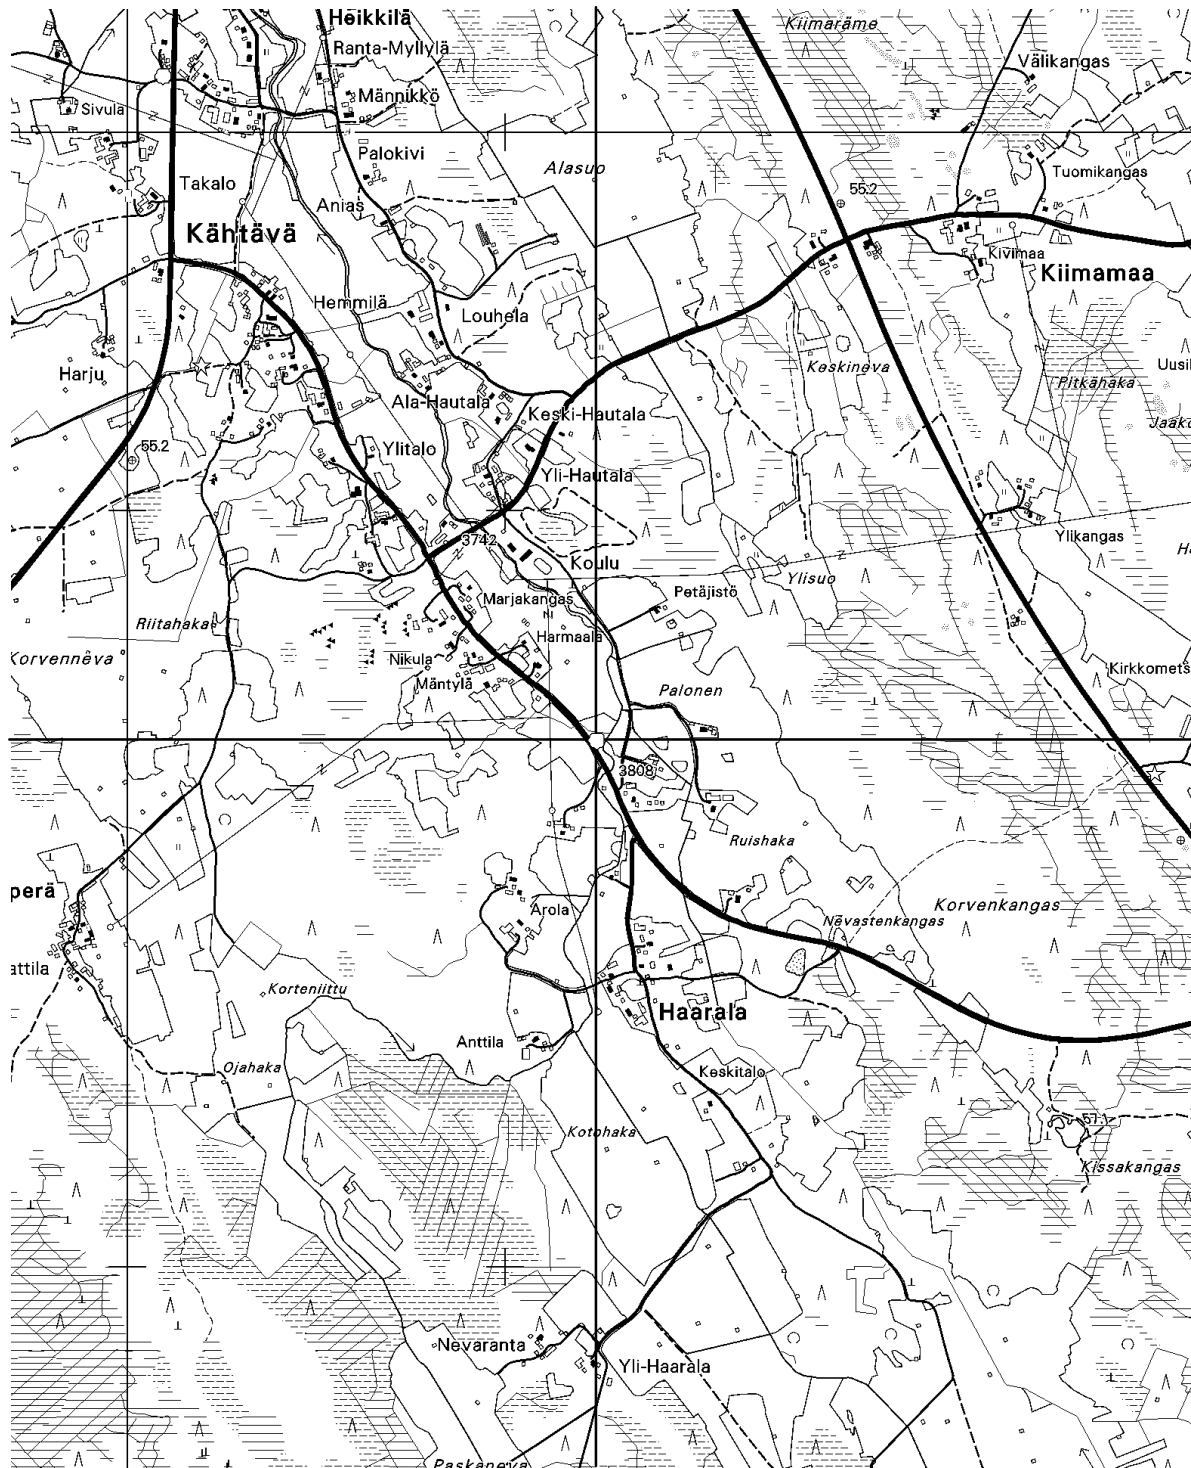 Heikkilä
Kiimaräme
Ranta-Myllylä
Välikangas
Männikkö
Sivula
Palokivi
Alasuo
Tuomikangas
Takalo
55.2
Anias
Kähtävä
Kivimaa
Kiimamaa
Hemmilä
Louhela
Harju
Keskineva
Uusi
Pitkähaka
Ala-Hautala
Keski-Hautala
Jaako
55.2
Ylitalo
Yli-Hautala
3742
Ylikangas
Koulu
Ylisuo
Petäjistö
Marjakangas
Riitahaka
Harmaala
Korvenneva
Nikula
Kirkkomets
Mäntylä
Palonen
3808
Ruishaka
perä
Arola
Korvenkangas
Nevastenkangas
attila
Korteniittu
Haarala
Anttila
Ojahaka
Keskitalo
57.1
Kotohaka
Kissakangas
Nevaranta
Yli-Haarala
Paskaneva